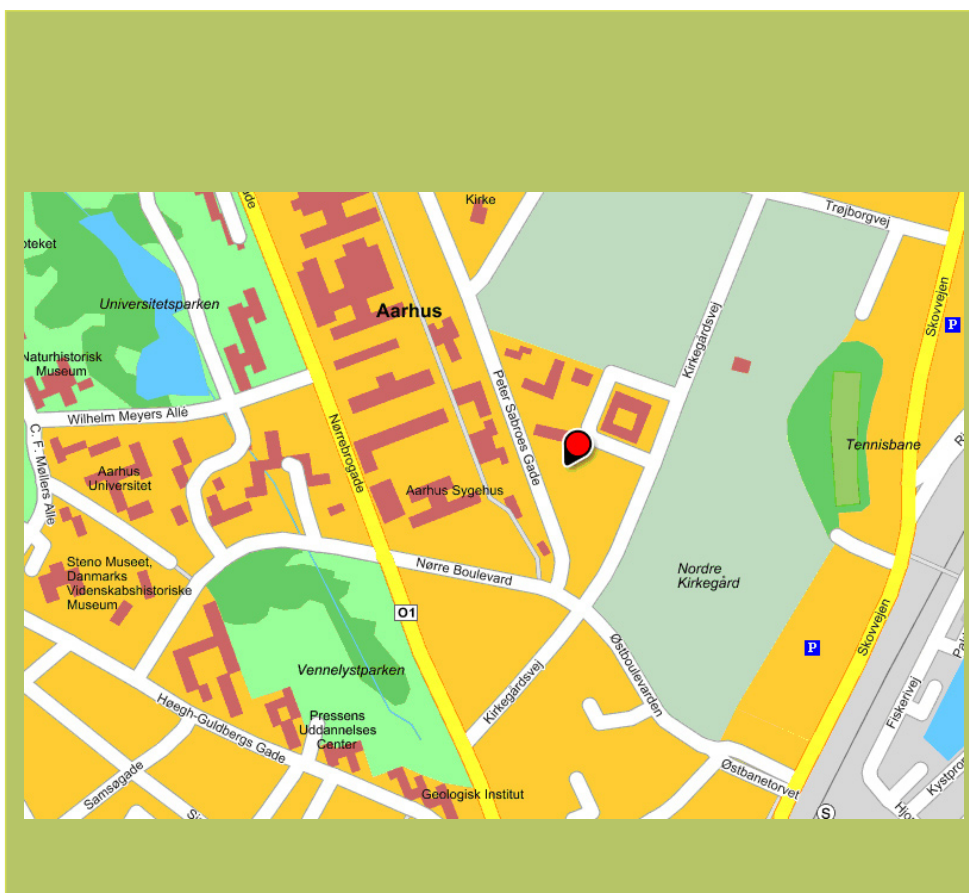 Kirke
Trøjborgvej
oteket
Universitetsparken
Aarhus
Skovvejen
P
Kirkegårdsvej
Naturhistorisk
Museum
Peter Sabroes Gade
Wilhelm Meyers Allé
C. F. Møllers Alle
Nørrebrogade
Tennisbane
Aarhus
Universitet
Aarhus Sygehus
Steno Museet,
Danmarks
Videnskabshistoriske
Museum
Nørre Boulevard
Nordre
Kirkegård
O1
P
Skovvejen
Vennelystparken
Kirkegårdsvej
Østboulevarden
Høegh-Guldbergs Gade
Pressens
Uddannelses
Center
Fiskerivej
Samsøgade
Østbanetorvet
Geologisk Institut
S